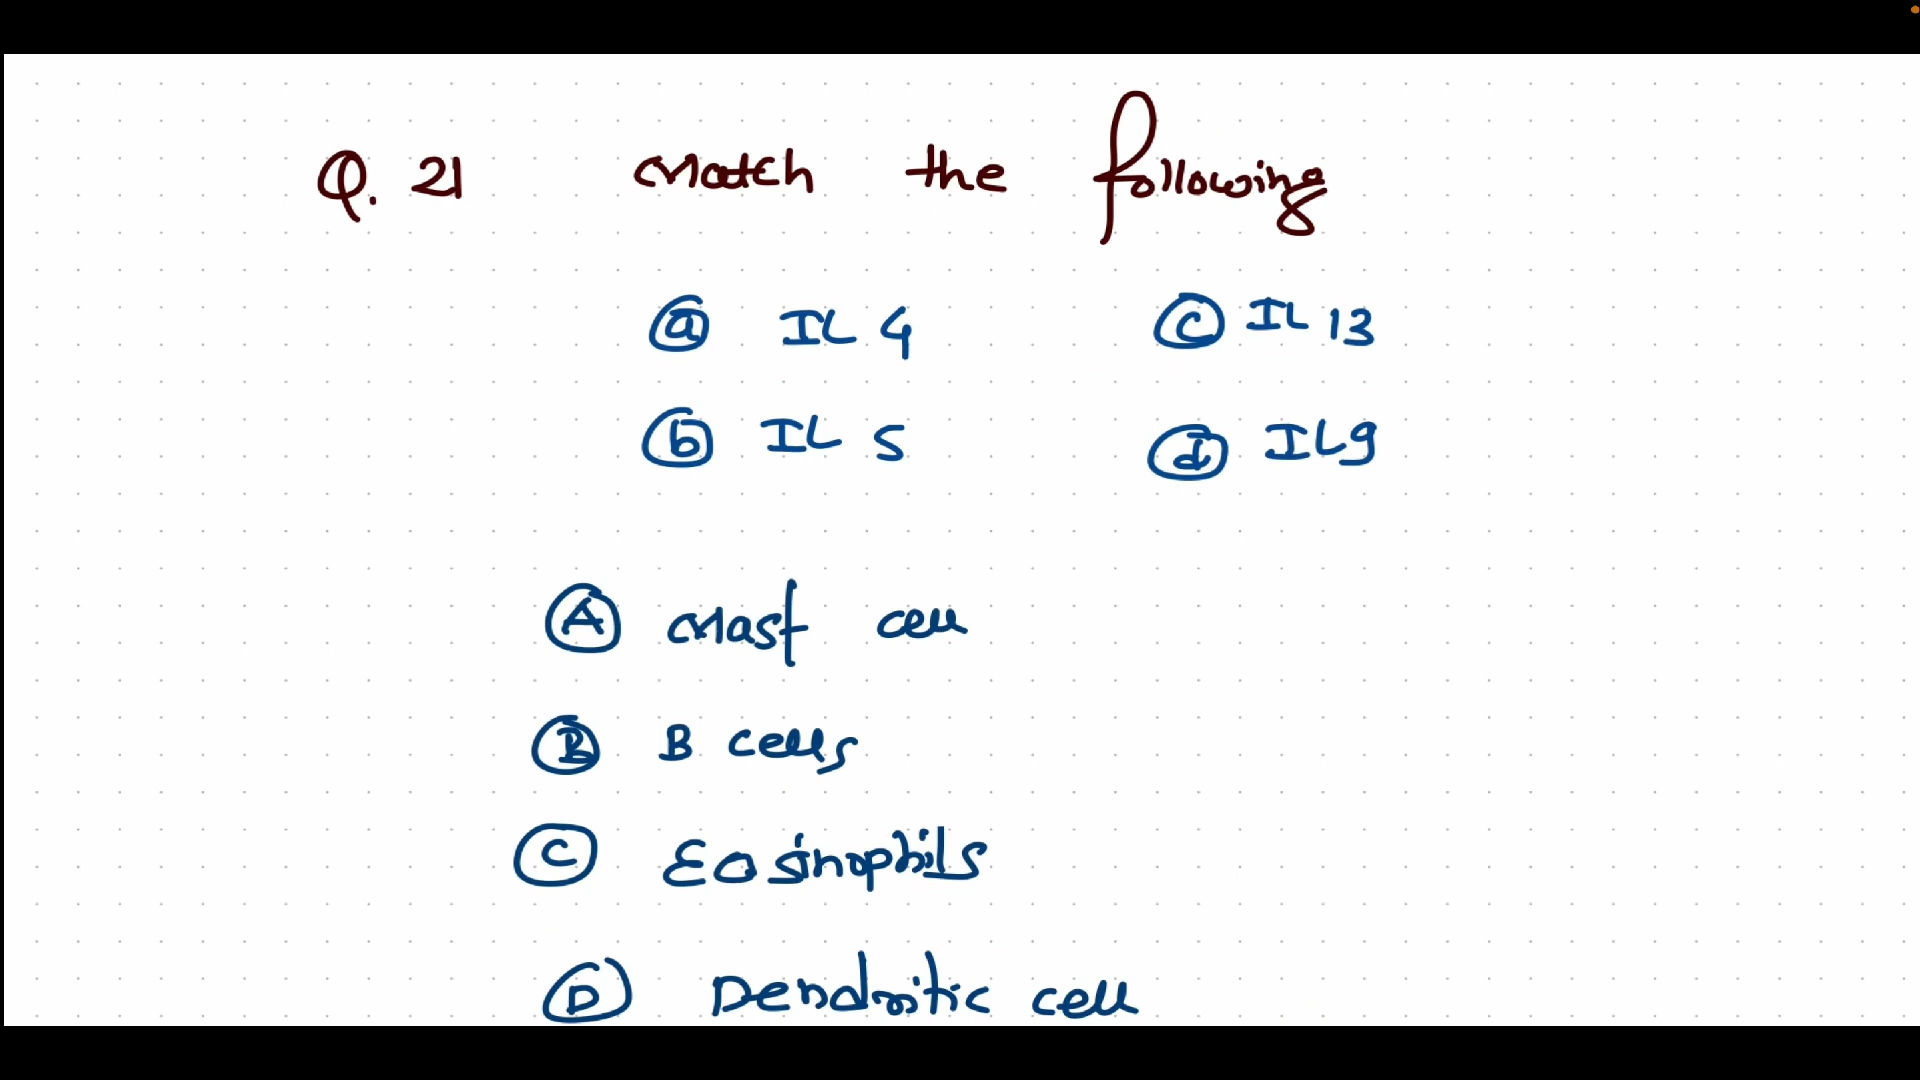 Q. 21 Match the following
a IL 4 c IL 13
b IL 5 d IL9
A Mast cell
B B cells
C Eosinophils
D Dendritic cell